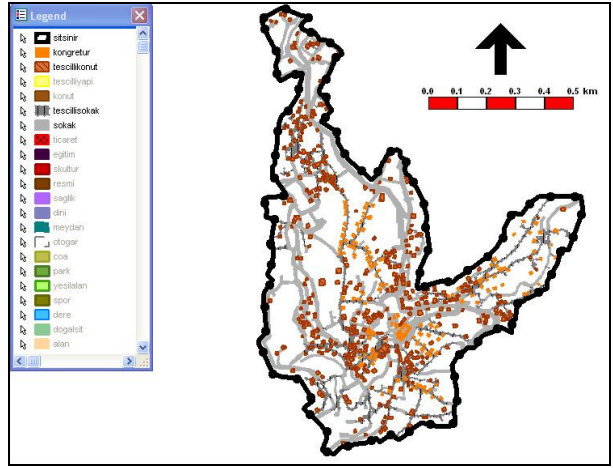 Legend
sitsinir
kongretur
tescillikonut
tescilliyapi
konut
tescillisokak
sokak
ticaret
egitim
skultur
resmi
saglik
dini
meydan
otogar
coa
park
yesilalan
spor
dere
dogalsit
alan
0.0 0.1 0.2 0.3 0.4 0.5 km